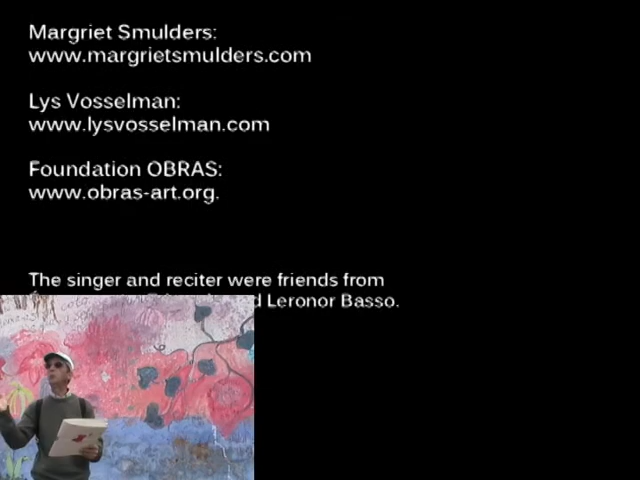 Margriet Smulders:
www.margrietsmulders.com
Lys Vosselman:
www.lysvosselman.com
Foundation OBRAS:
www.obras-art.org.
The singer and reciter were friends from
Leronor Basso.